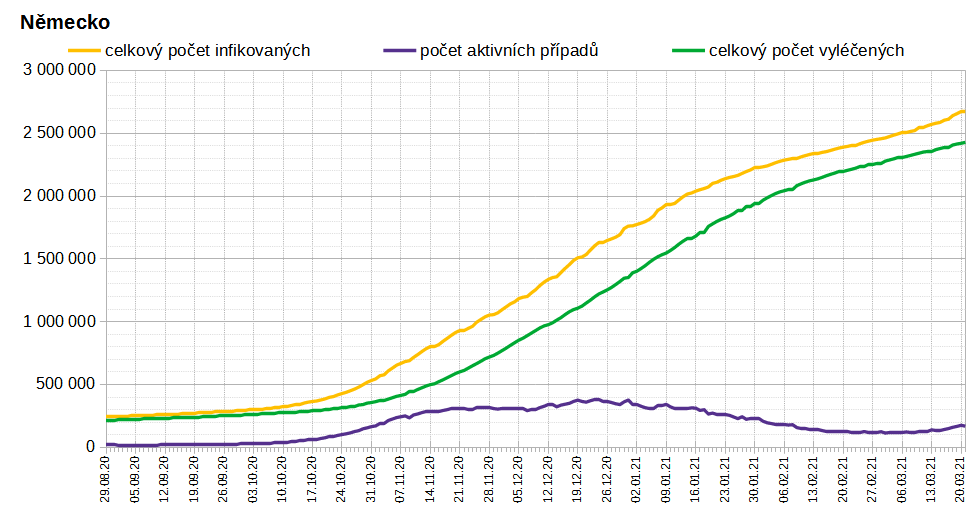 Německo
celkový počet infikovaných počet aktivních případů celkový počet vyléčených
3 000 000
2 500 000
2 000 000
1 500 000
1 000 000
500 000
0
29.08.20 05.09.20 12.09.20 19.09.20 26.09.20 03.10.20 10.10.20 17.10.20 24.10.20 31.10.20 07.11.20 14.11.20 21.11.20 28.11.20 05.12.20 12.12.20 19.12.20 26.12.20 02.01.21 09.01.21 16.01.21 23.01.21 30.01.21 06.02.21 13.02.21 20.02.21 27.02.21 06.03.21 13.03.21 20.03.21